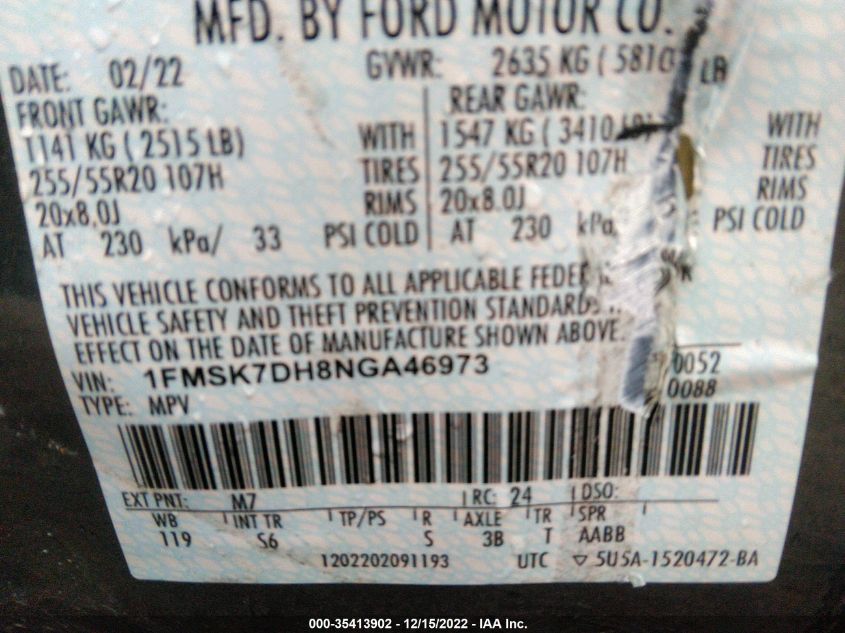 MFD. BY FORD MOTOR CO.
DATE: 02/22 GVWR: 2635 KG ( 5810 LB
FRONT GAWR: REAR GAWR:
1141 KG ( 2515 LB) WITH 1547 KG ( 3410 LB) WITH
255/55R20 107H TIRES 255/55R20 107H TIRES
20x8.0J RIMS 20x8.0J RIMS
AT 230 kPa/ 33 PSI COLD AT 230 kPa PSI COLD
THIS VEHICLE CONFORMS TO ALL APPLICABLE FEDER
VEHICLE SAFETY AND THEFT PREVENTION STANDARDS
EFFECT ON THE DATE OF MANUFACTURE SHOWN ABOVE.
VIN: 1FMSK7DH8NGA46973 0052
TYPE: MPV 0088
EXT PNT: M7 RC: 24 DSO:
WB INT TR TP/PS R AXLE TR SPR
119 S6 S 3B T AABB
1202202091193 UTC ▽ 5U5A-1520472-BA
000-35413902 - 12/15/2022 - IAA Inc.